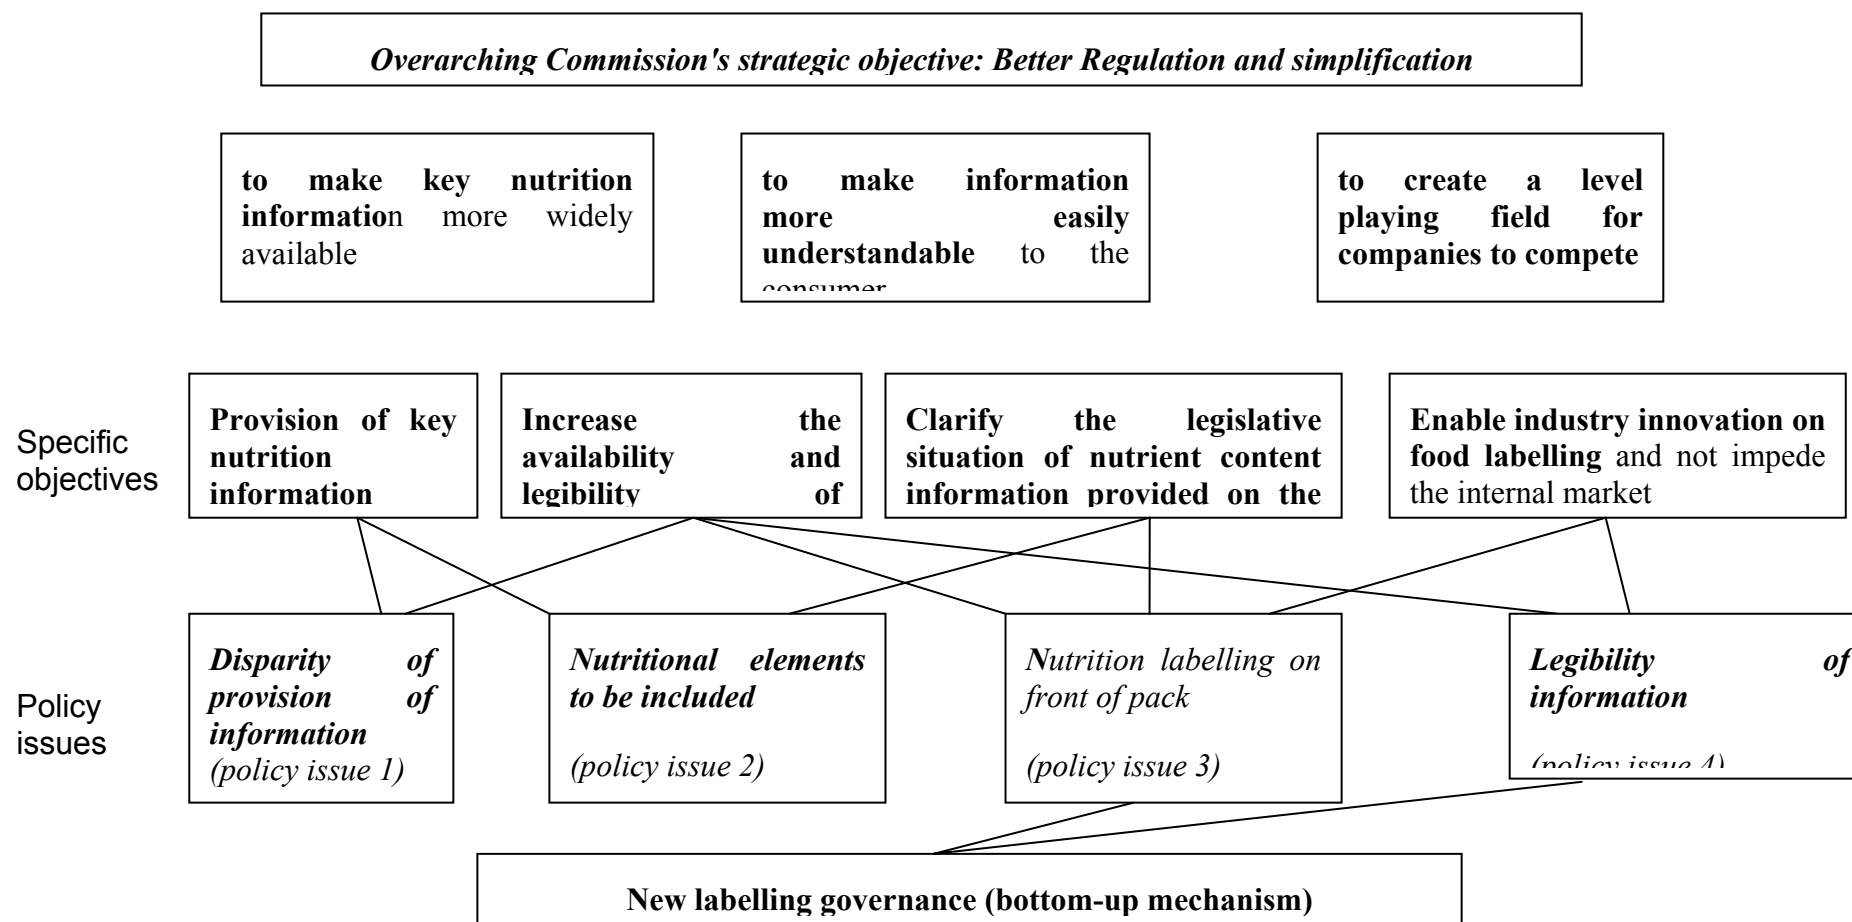 Overarching Commission's strategic objective: Better Regulation and simplification
to make key nutrition
information more widely
available
to make information
more easily
understandable to the
consumer
to create a level
playing field for
companies to compete
Specific
objectives
Provision of key
nutrition
information
Increase the
availability and
legibility of
Clarify the legislative
situation of nutrient content
information provided on the
Enable industry innovation on
food labelling and not impede
the internal market
Policy
issues
Disparity of
provision of
information
(policy issue 1)
Nutritional elements
to be included
(policy issue 2)
Nutrition labelling on
front of pack
(policy issue 3)
Legibility of
information
(policy issue 4)
New labelling governance (bottom-up mechanism)